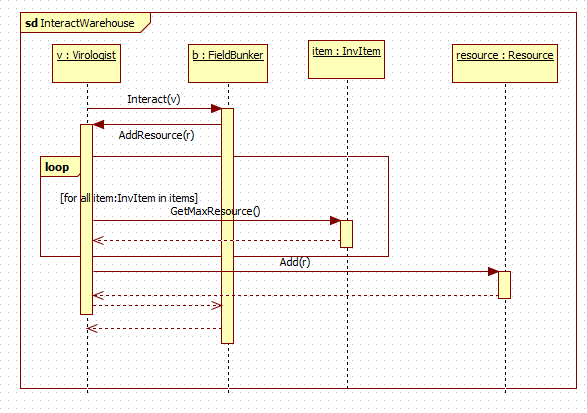 sd InteractWarehouse
v : Virologist
b : FieldBunker
item : InvItem
resource : Resource
Interact(v)
AddResource(r)
loop
[for all item:InvItem in items]
GetMaxResource()
Add(r)